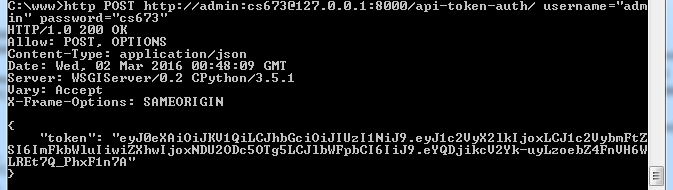 C:\www>http POST http://admin:cs673@127.0.0.1:8000/api-token-auth/ username="adm
in" password="cs673"
HTTP/1.0 200 OK
Allow: POST, OPTIONS
Content-Type: application/json
Date: Wed, 02 Mar 2016 00:48:09 GMT
Server: WSGIServer/0.2 CPython/3.5.1
Vary: Accept
X-Frame-Options: SAMEORIGIN
{
"token": "eyJ0eXAiOiJKV1QiLCJhbGciOiJIUzI1NiJ9.eyJ1c2VyX2lkIjoxLCJ1c2VybmFtZ
SI6ImFkbWluIiwiZXhwIjoxNDU2ODc5OTg5LCJlbWFpbCI6IiJ9.eYQDjikcV2Yk-uyLzoebZ4FnVH6W
LREt7Q_PhxF1n7A"
}